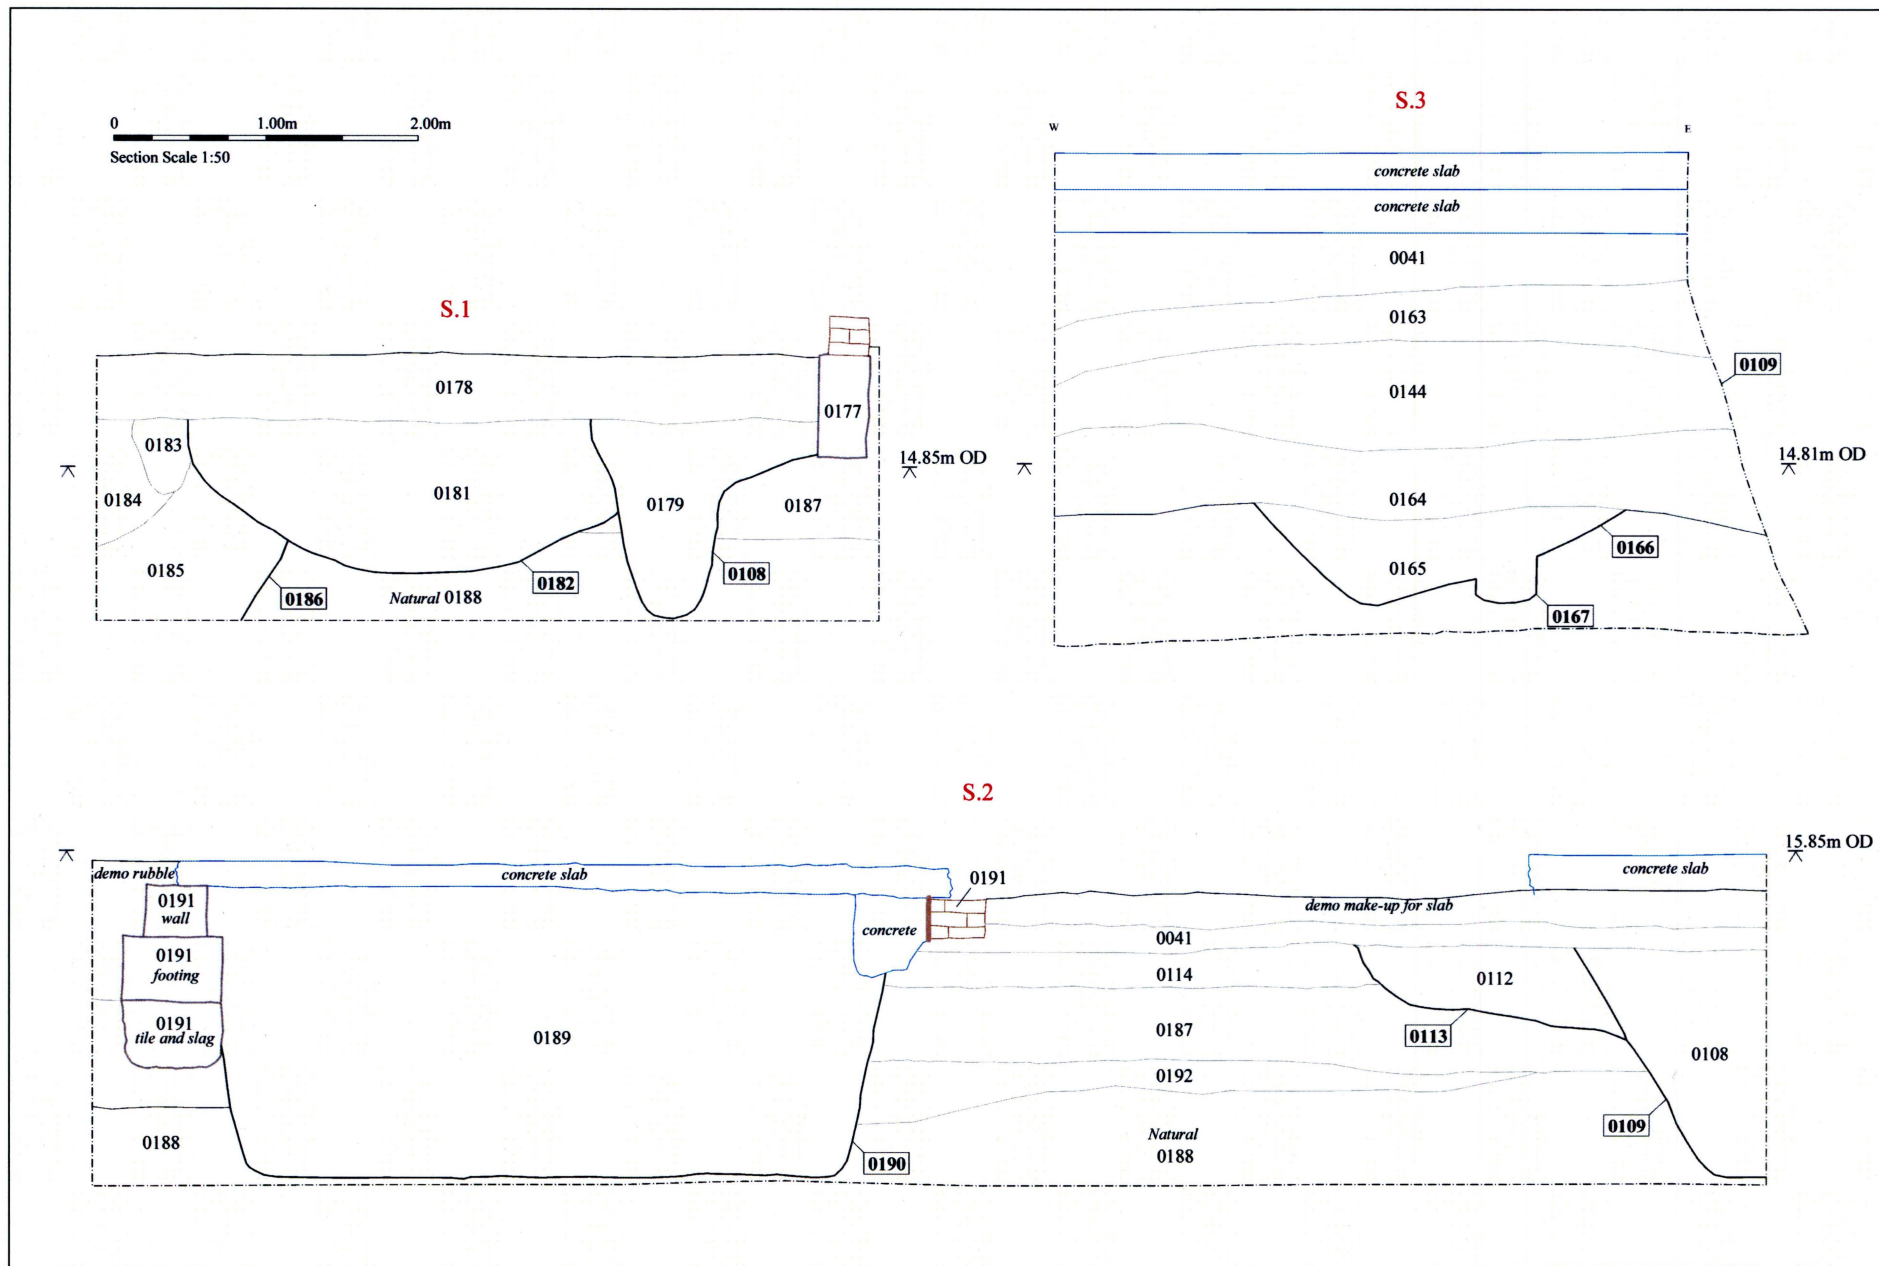 0 1.00m 2.00m
Section Scale 1:50
S.1
0178
0177
0183
0184
0181
0179
0187
14.85m OD
0185
0186
Natural 0188
0182
0108
S.3
W E
concrete slab
concrete slab
0041
0163
0109
0144
14.81m OD
0164
0166
0165
0167
S.2
15.85m OD
demo rubble
concrete slab
0191
concrete slab
0191
wall
demo make-up for slab
concrete
0041
0191
footing
0114
0112
0191
tile and slag
0189
0187
0113
0108
0192
0109
0188
Natural
0188
0190